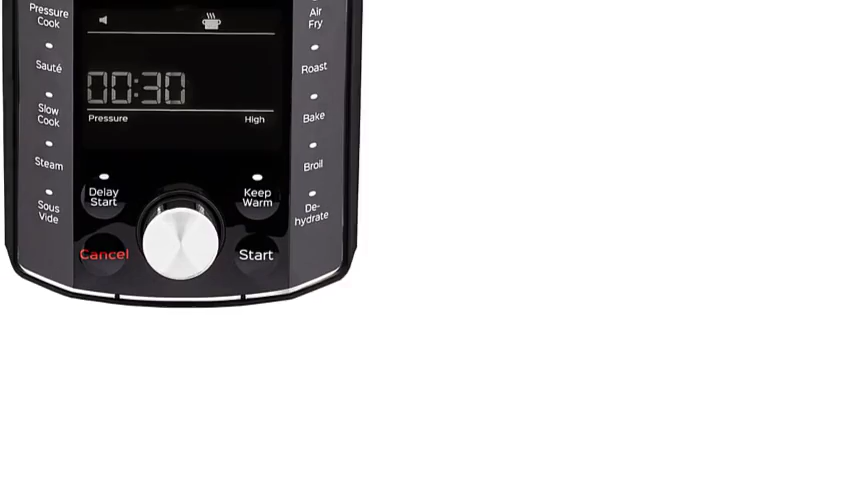 Pressure
Cook
Sauté
Slow
Cook
Steam
Sous
Vide
00:30
Pressure
High
Delay
Start
Keep
Warm
Cancel
Start
Air
Fry
Roast
Bake
Broil
De-
hydrate